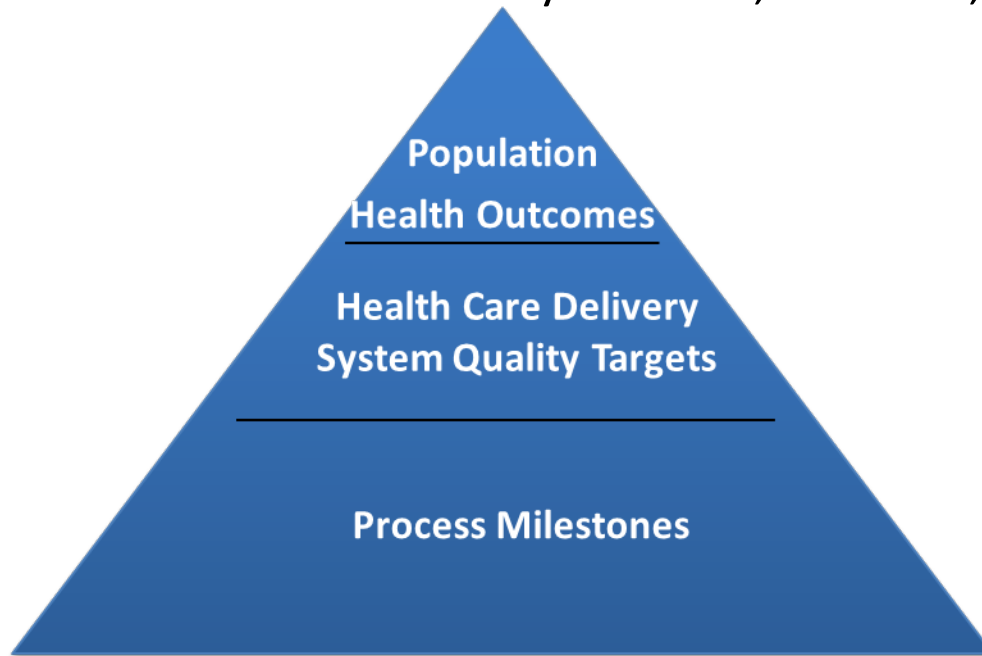 Population
Health Outcomes
Health Care Delivery
System Quality Targets
Process Milestones